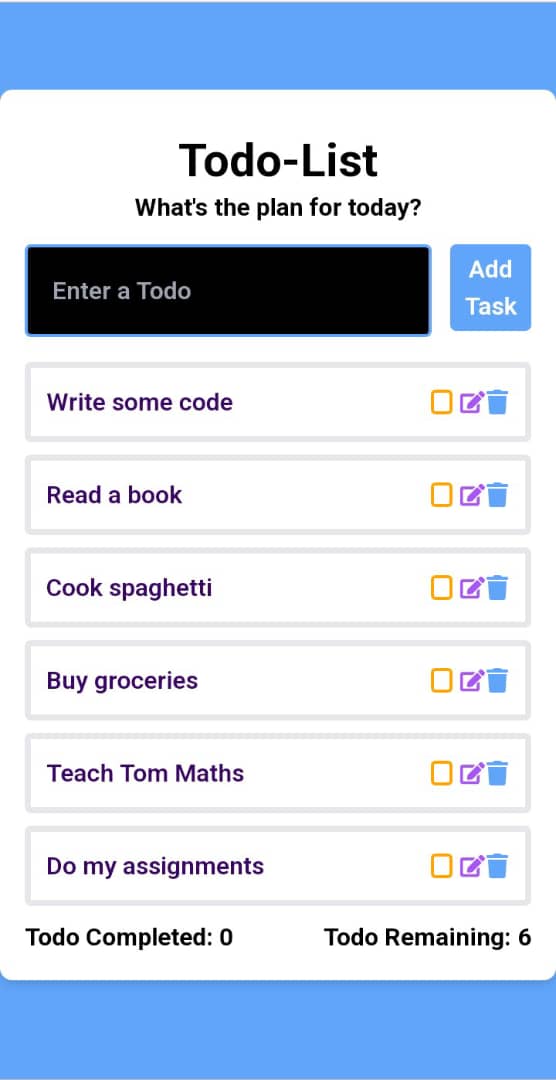 Todo-List
What's the plan for today?
Enter a Todo
Add
Task
Write some code
Read a book
Cook spaghetti
Buy groceries
Teach Tom Maths
Do my assignments
Todo Completed: 0 Todo Remaining: 6